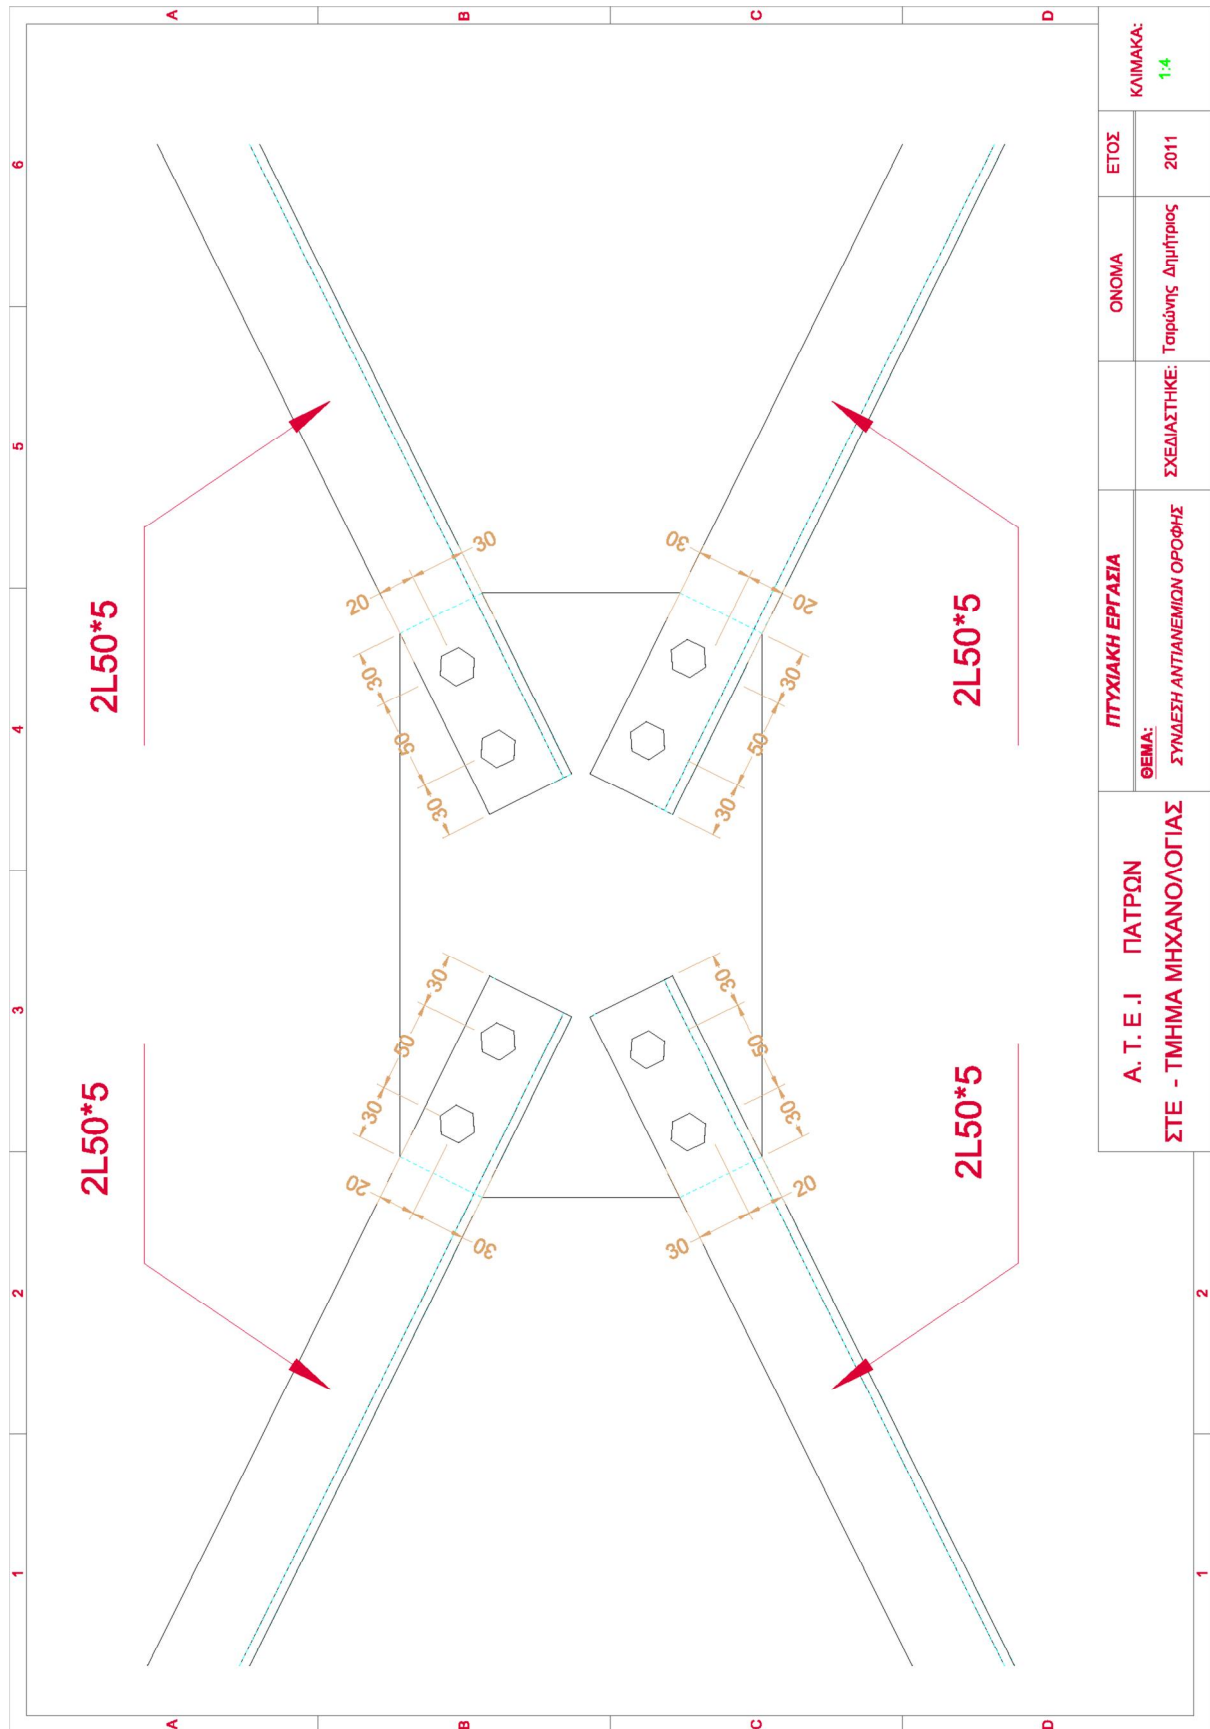 1 2 3 4 5 6
2L50*5 2L50*5
A A
20 30 50 30
30
30 50 30 20
30
B B
30
30 50 30
20
30
30 50 30
20
C C
2L50*5 2L50*5
D D
Α. Τ. Ε .Ι ΠΑΤΡΩΝ
ΣΤΕ - ΤΜΗΜΑ ΜΗΧΑΝΟΛΟΓΙΑΣ
ΠΤΥΧΙΑΚΗ ΕΡΓΑΣΙΑ
ΘΕΜΑ:
ΣΥΝΔΕΣΗ ΑΝΤΙΑΝΕΜΙΩΝ ΟΡΟΦΗΣ
ΟΝΟΜΑ ΕΤΟΣ
ΣΧΕΔΙΑΣΤΗΚΕ: Τσιρώνης Δημήτριος 2011
ΚΛΙΜΑΚΑ:
1:4
1 2